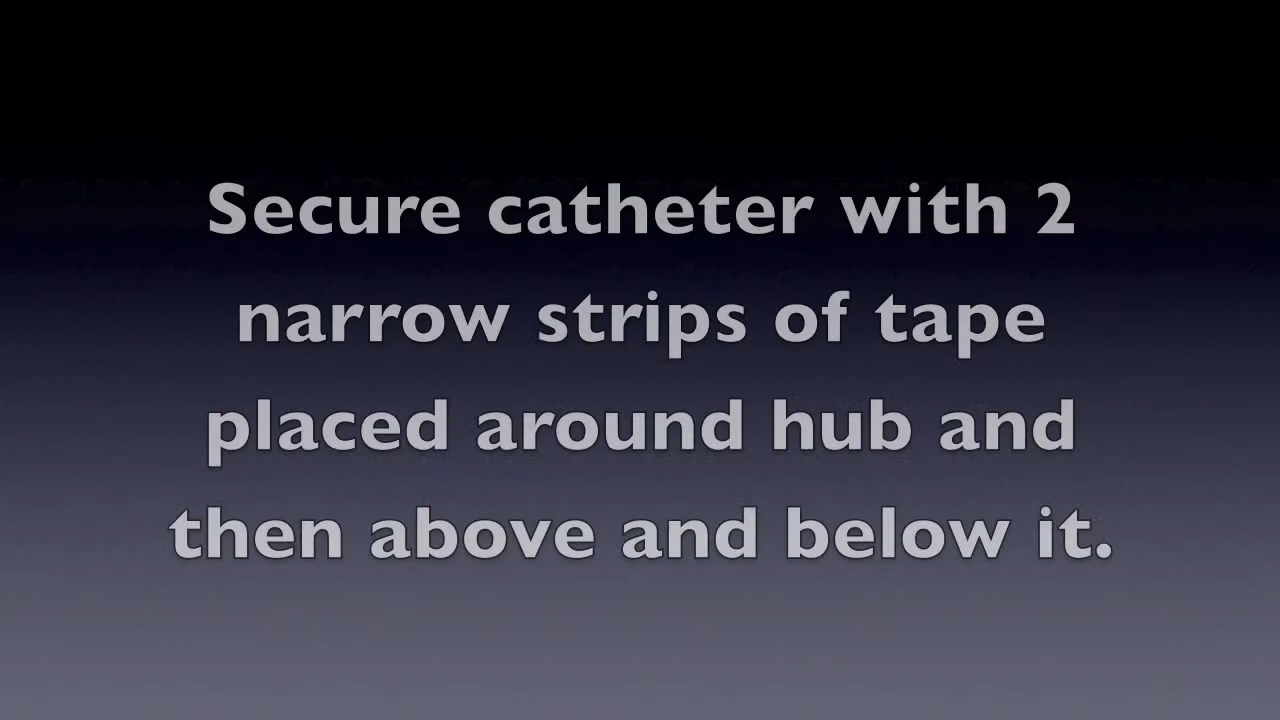 Secure catheter with 2
narrow strips of tape
placed around hub and
then above and below it.